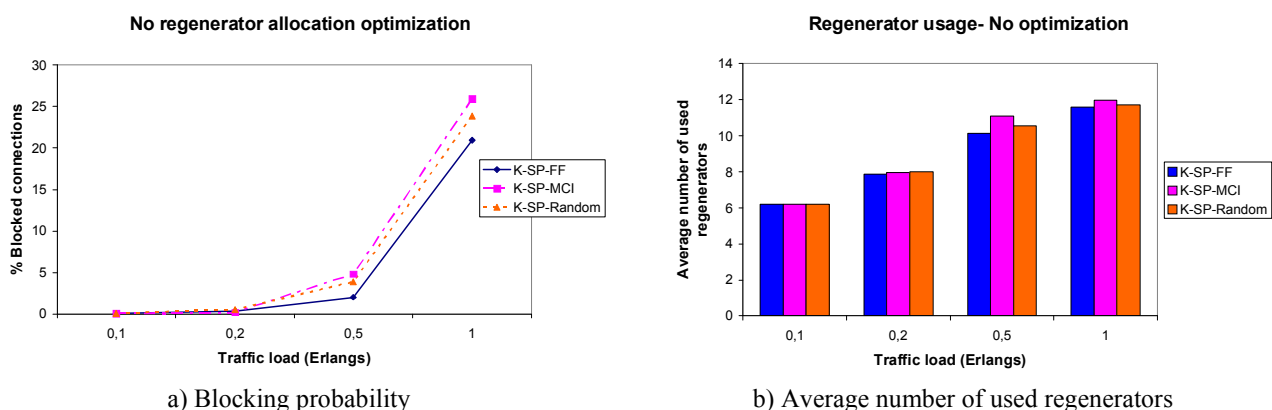 No regenerator allocation optimization
30
25
20
15
10
5
0
% Blocked connections
0,1 0,2 0,5 1
Traffic load (Erlangs)
K-SP-FF
K-SP-MCI
K-SP-Random
a) Blocking probability
Regenerator usage- No optimization
14
12
10
8
6
4
2
0
Average number of used
regenerators
0,1 0,2 0,5 1
Traffic load (Erlangs)
K-SP-FF
K-SP-MCI
K-SP-Random
b) Average number of used regenerators